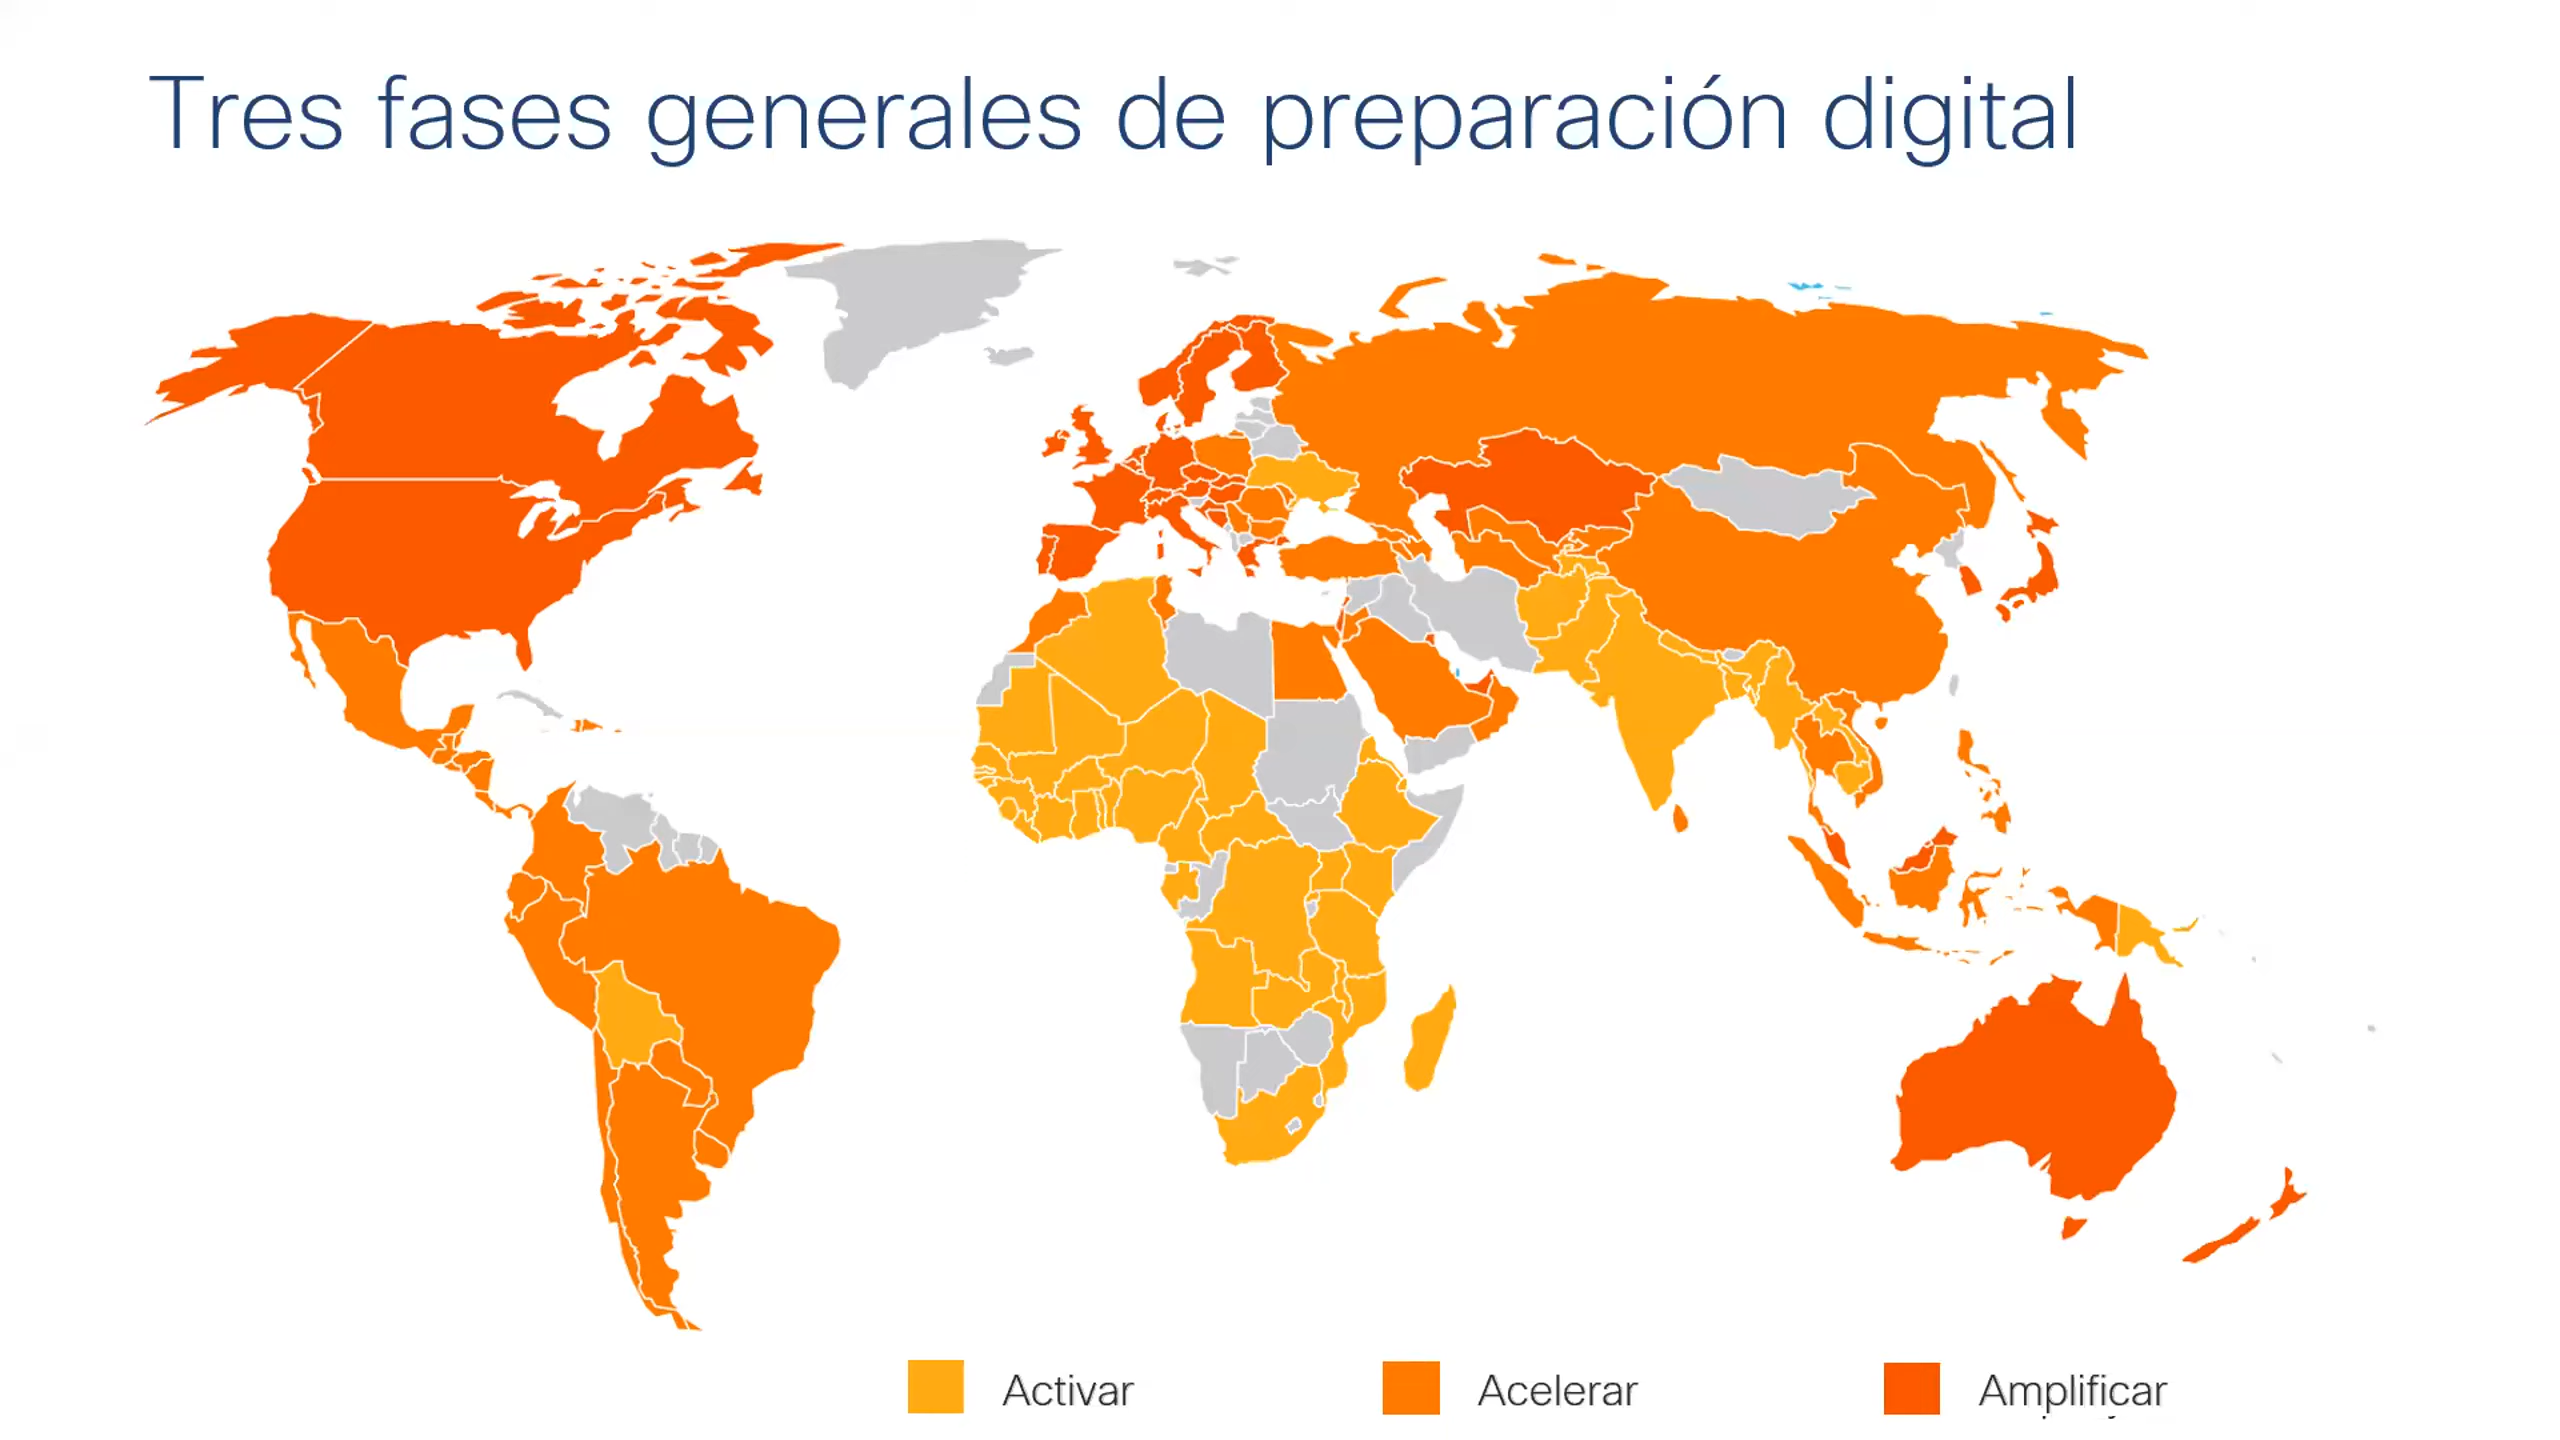 Tres fases generales de preparación digital
Activar
Acelerar
Amplificar